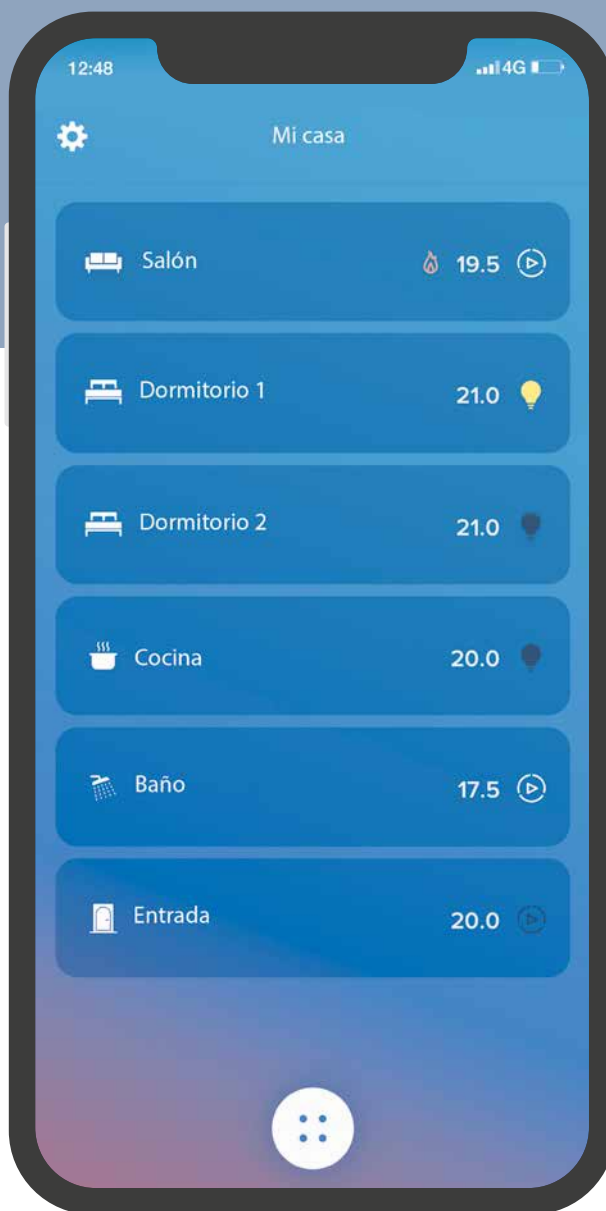 12:48
4G
Mi casa
Salón 19.5
Dormitorio 1 21.0
Dormitorio 2 21.0
Cocina 20.0
Baño 17.5
Entrada 20.0